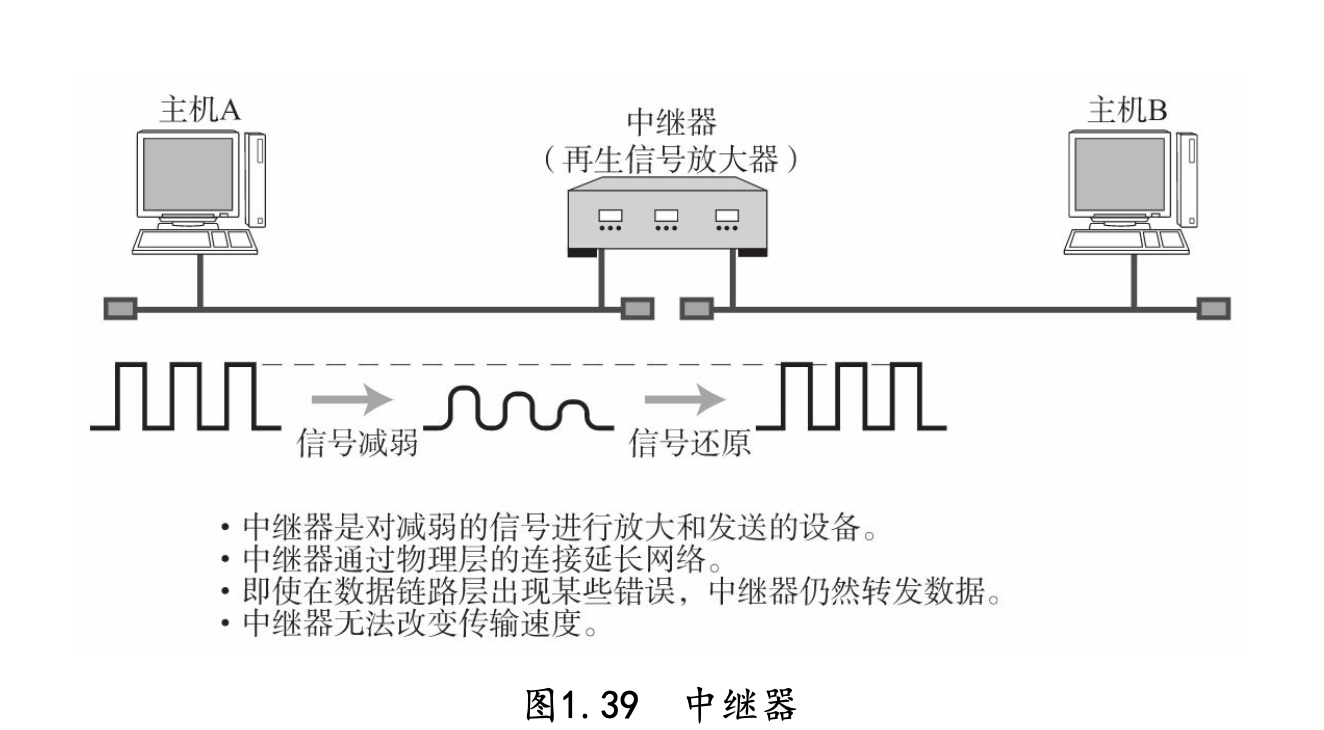 主机A
中继器
（再生信号放大器）
主机B
信号减弱
信号还原
・中继器是对减弱的信号进行放大和发送的设备。
・中继器通过物理层的连接延长网络。
・即使在数据链路层出现某些错误，中继器仍然转发数据。
・中继器无法改变传输速度。
图1.39 中继器